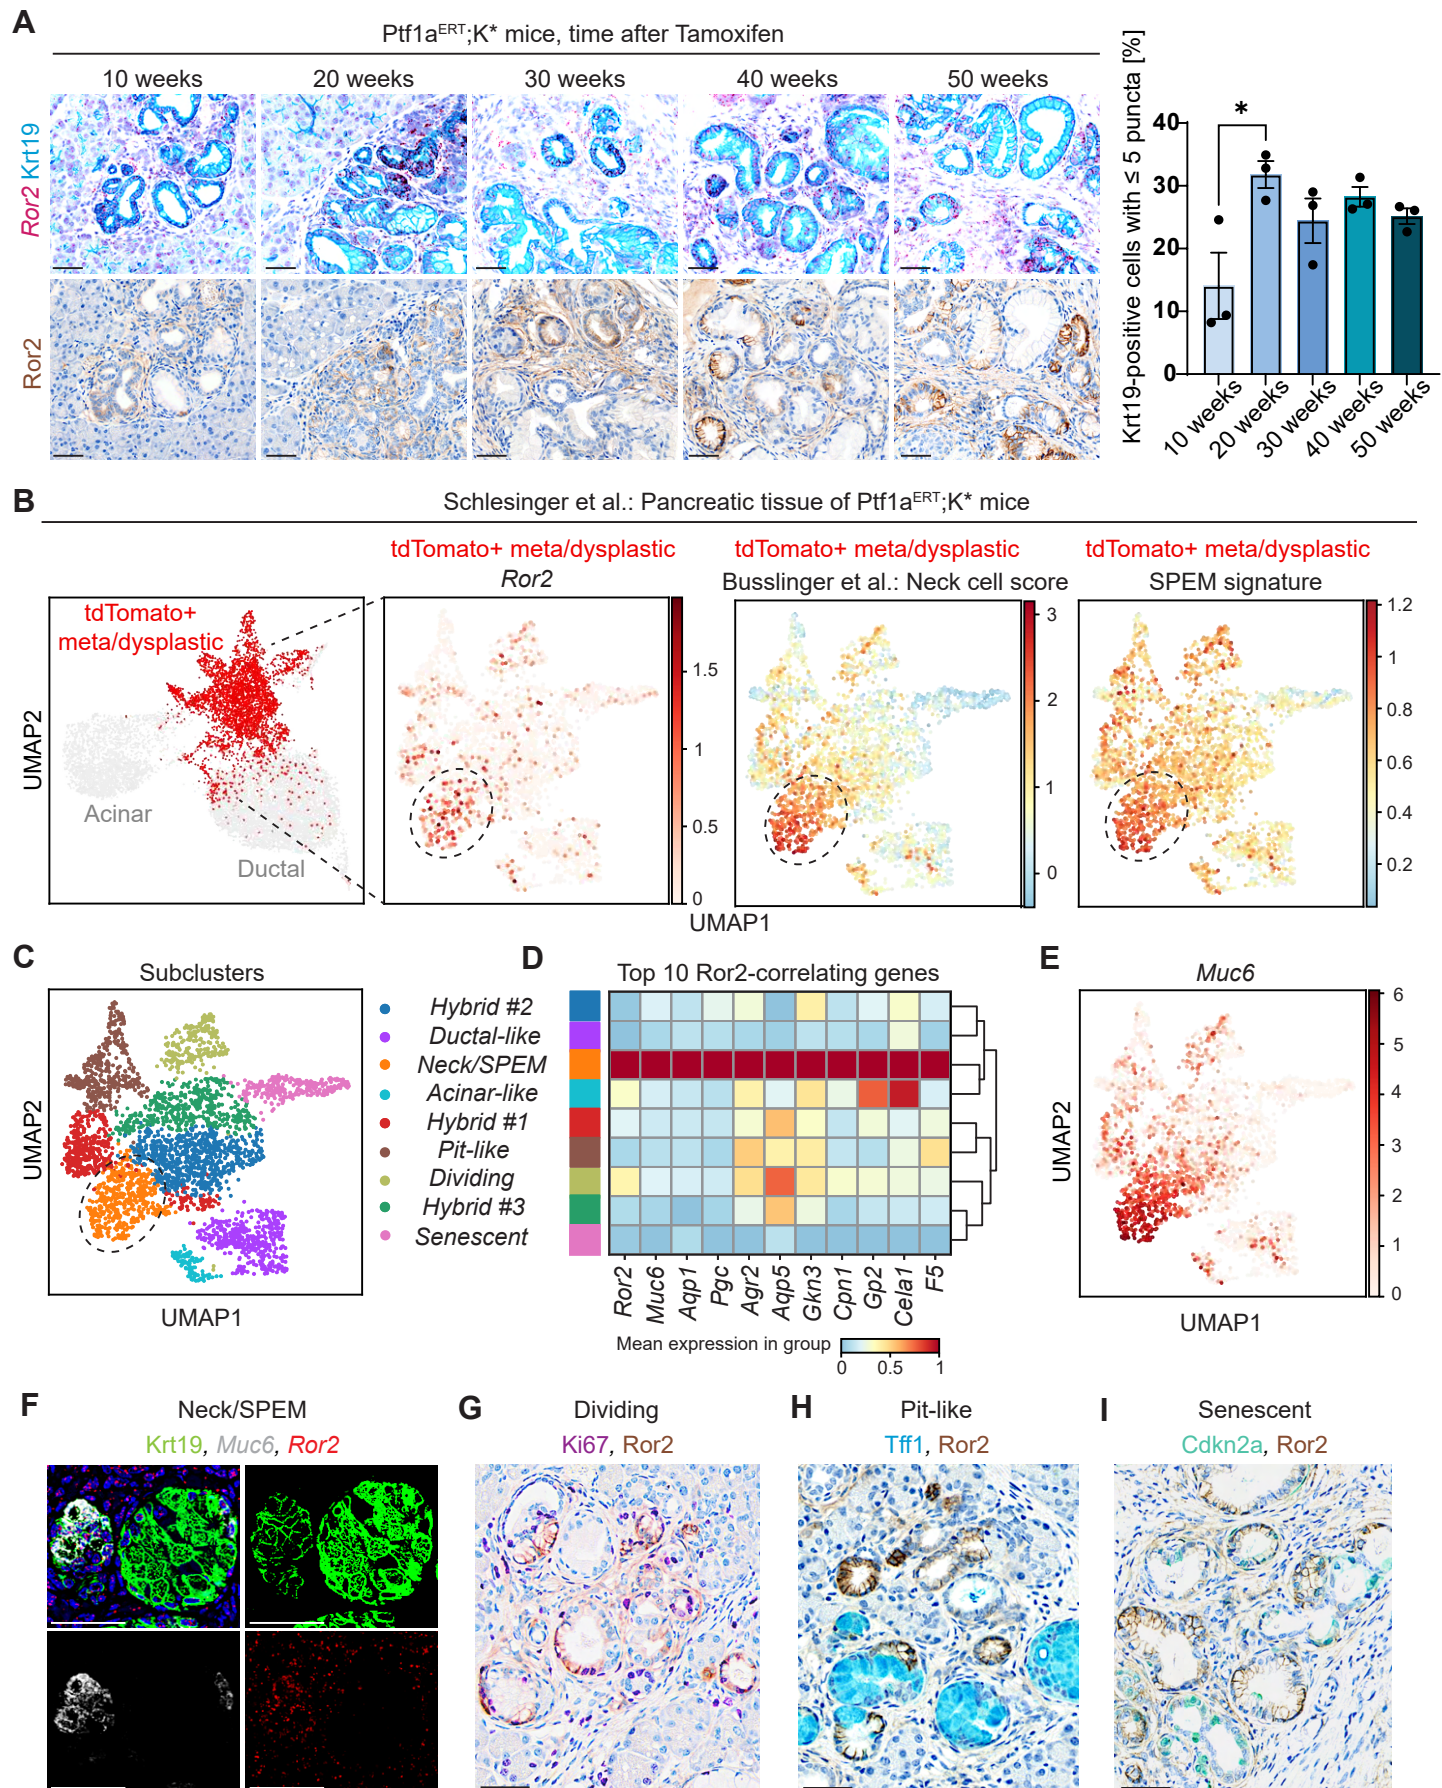 A
Ptf1aERT;K* mice, time after Tamoxifen
10 weeks
20 weeks
30 weeks
40 weeks
50 weeks
Ror2 Krt19
Ror2
Krt19-positive cells with ≤ 5 puncta [%]
40
30
20
10
0
*
10 weeks
20 weeks
30 weeks
40 weeks
50 weeks
B
Schlesinger et al.: Pancreatic tissue of Ptf1aERT;K* mice
tdTomato+
meta/dysplastic
Acinar
Ductal
UMAP2
tdTomato+ meta/dysplastic
Ror2
1.5
1
0.5
0
tdTomato+ meta/dysplastic
Busslinger et al.: Neck cell score
3
2
1
0
tdTomato+ meta/dysplastic
SPEM signature
1.2
1
0.8
0.6
0.4
0.2
UMAP1
C
Subclusters
UMAP2
UMAP1
Hybrid #2
Ductal-like
Neck/SPEM
Acinar-like
Hybrid #1
Pit-like
Dividing
Hybrid #3
Senescent
D
Top 10 Ror2-correlating genes
Ror2
Muc6
Aqp1
Pgc
Agr2
Aqp5
Gkn3
Cpn1
Gp2
Cela1
F5
Mean expression in group
0
0.5
1
E
Muc6
UMAP2
UMAP1
6
5
4
3
2
1
0
F
Neck/SPEM
Krt19, Muc6, Ror2
G
Dividing
Ki67, Ror2
H
Pit-like
Tff1, Ror2
I
Senescent
Cdkn2a, Ror2